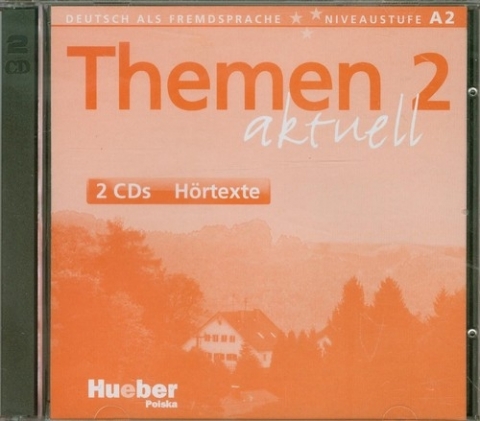 2
CD
DEUTSCH ALS FREMDSPRACHE NIVEAUSTUFE A2
Themen 2
aktuell
2 CDs Hörtexte
Hueber
Polska